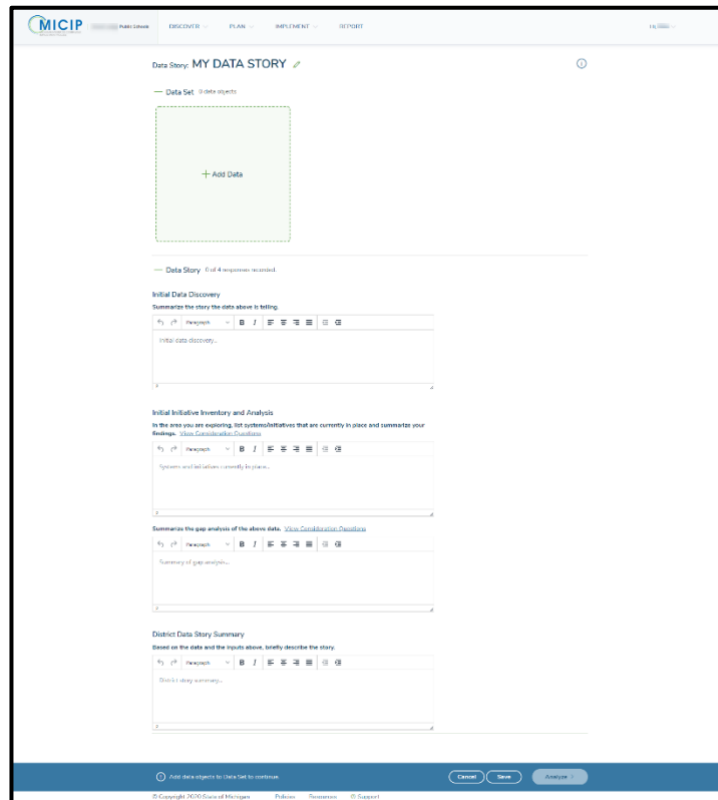 MICIP
Public Schools
DISCOVER
PLAN
IMPLEMENT
REPORT
Data Story: MY DATA STORY
Data Set 0 data objects
+ Add Data
Data Story 0 of 4 responses recorded.
Initial Data Discovery
Summarize the story the data above is telling.
Paragraph B I
Initial data discovery...
Initial Initiative Inventory and Analysis
In the area you are exploring, list systems/initiatives that are currently in place and summarize your
findings. View Consideration Questions
Paragraph B I
Systems and initiatives currently in place...
Summarize the gap analysis of the above data. View Consideration Questions
Paragraph B I
Summary of gap analysis...
District Data Story Summary
Based on the data and the inputs above, briefly describe the story.
Paragraph B I
District story summary...
Add data objects to Data Set to continue.
Cancel
Save
Analyze
© Copyright 2020 State of Michigan
Policies
Resources
Support